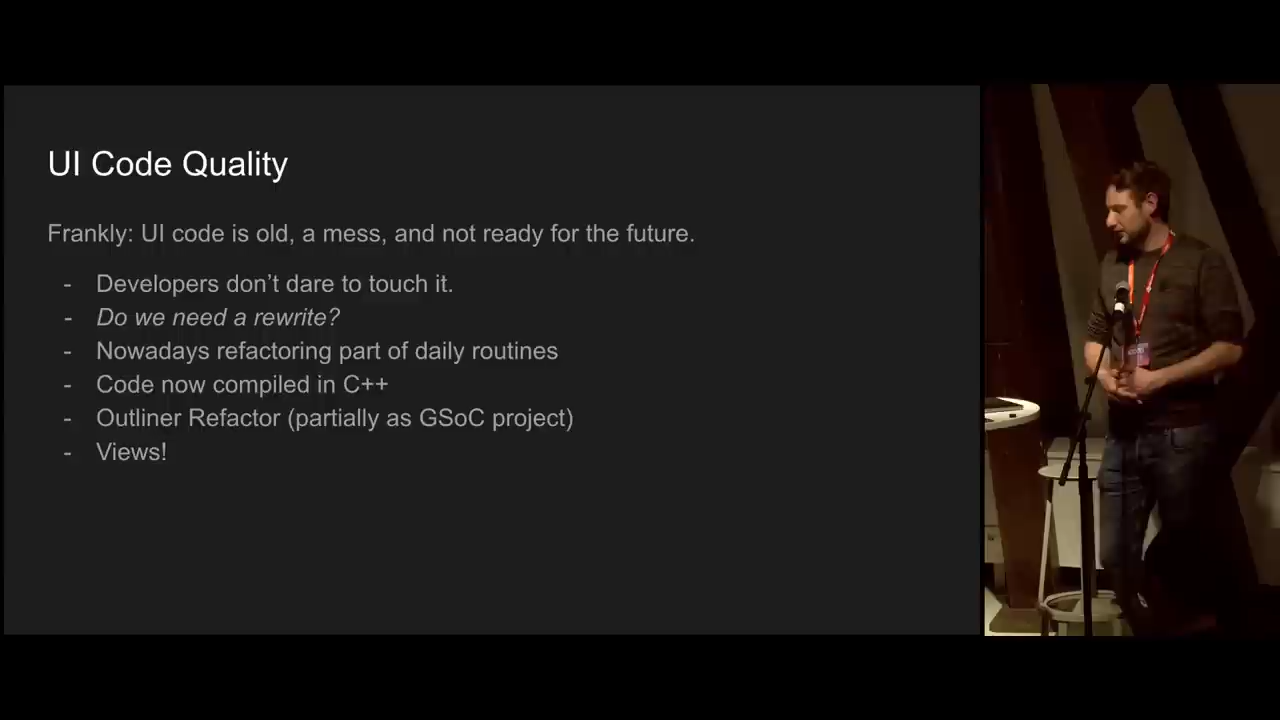 UI Code Quality
Frankly: UI code is old, a mess, and not ready for the future.
- Developers don’t dare to touch it.
- Do we need a rewrite?
- Nowadays refactoring part of daily routines
- Code now compiled in C++
- Outliner Refactor (partially as GSoC project)
- Views!